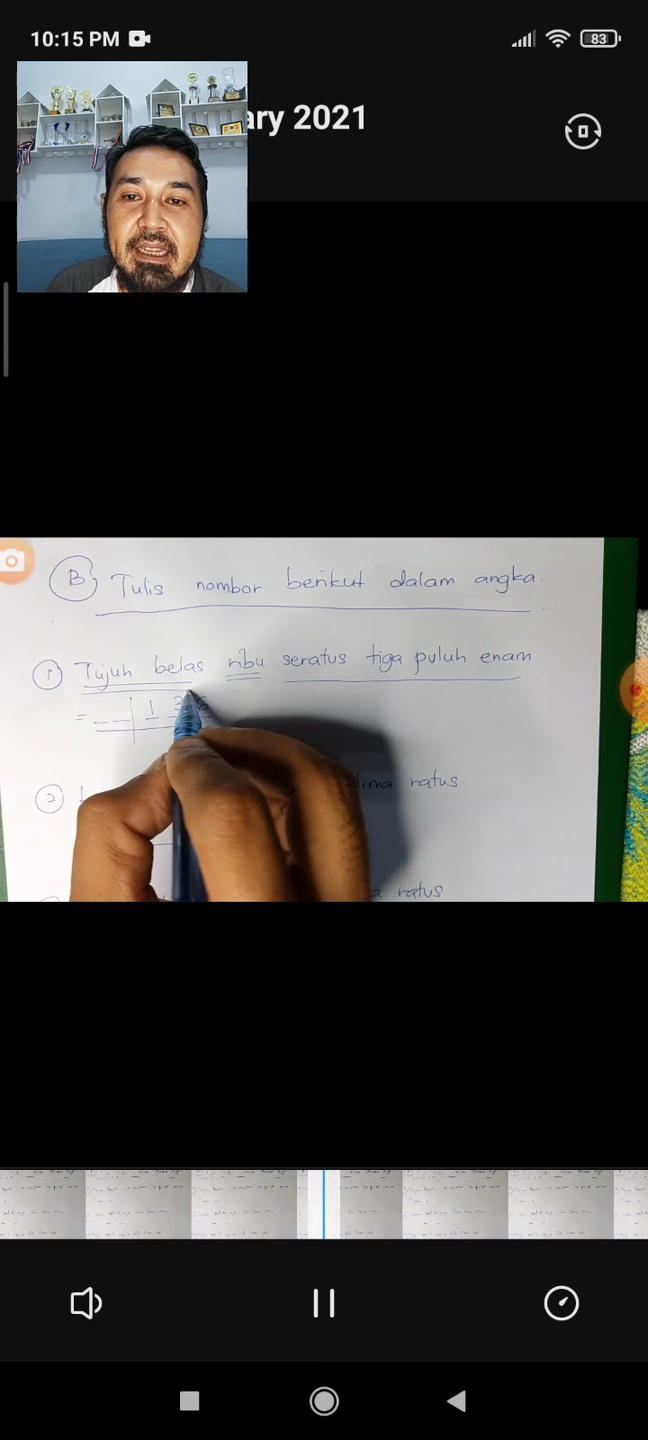 10:15 PM
83
ary 2021
B Tulis nombor berikut dalam angka.
1 Tujuh belas ribu seratus tiga puluh enam
= _ _ | 1 3 6
2 lima ratus
ratus